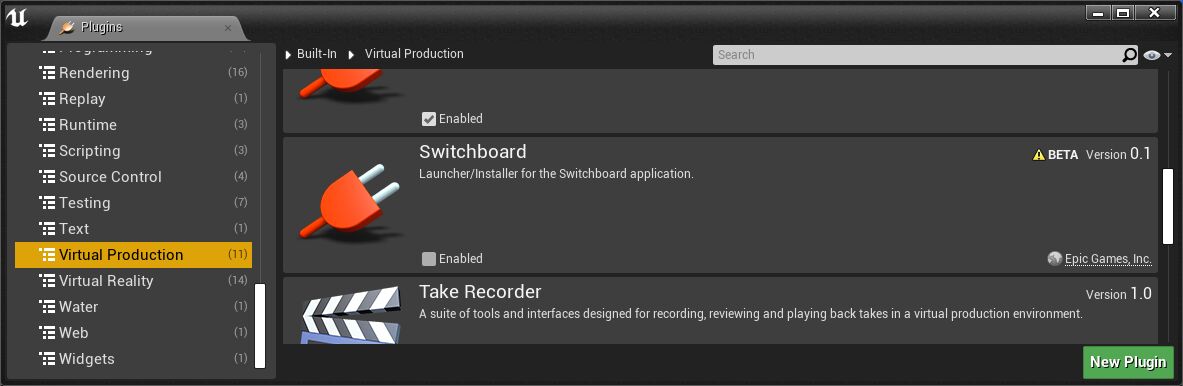 Plugins
Programming
Rendering (16)
Replay (1)
Runtime (3)
Scripting (3)
Source Control (4)
Testing (7)
Text (1)
Virtual Production (11)
Virtual Reality (14)
Water (1)
Web (1)
Widgets (1)
Built-In Virtual Production
Search
Enabled
Switchboard
BETA Version 0.1
Launcher/Installer for the Switchboard application.
Enabled
Epic Games, Inc.
Take Recorder
Version 1.0
A suite of tools and interfaces designed for recording, reviewing and playing back takes in a virtual production environment.
New Plugin